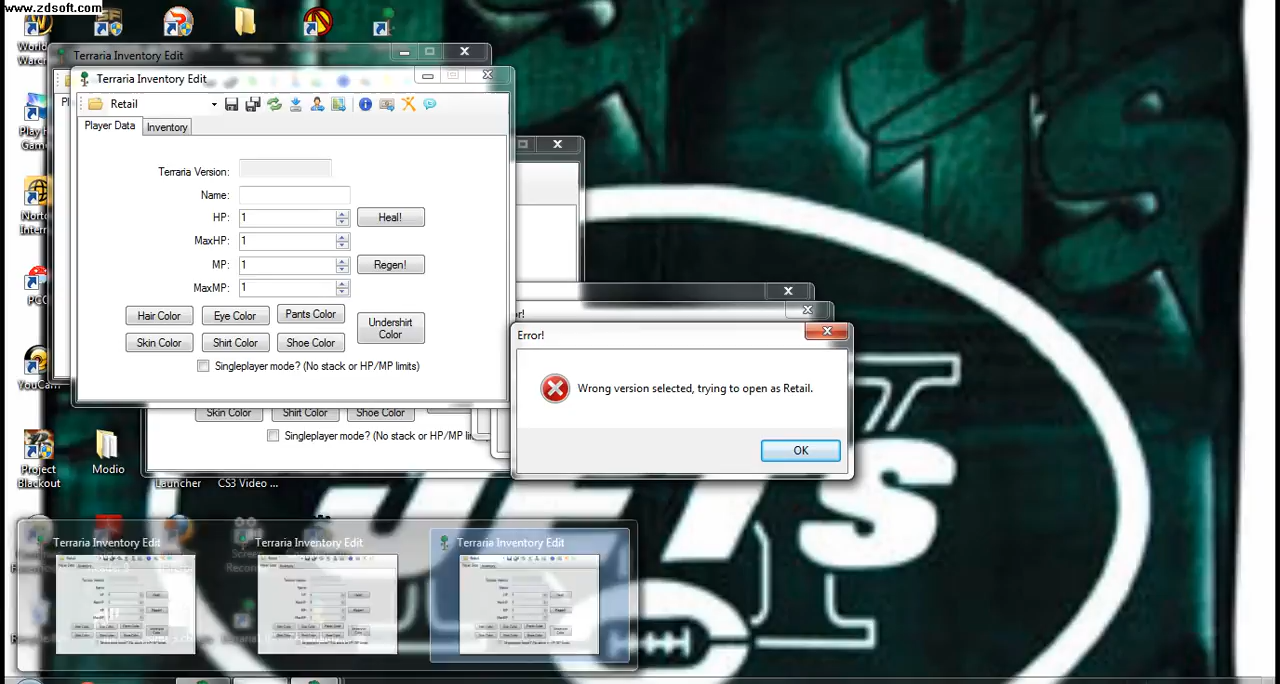 www.zdsoft.com
Terraria Inventory Edit
Terraria Inventory Edit
Retail
Player Data
Inventory
Terraria Version:
Name:
HP: 1
Heal!
MaxHP: 1
MP: 1
Regen!
MaxMP: 1
Hair Color
Eye Color
Pants Color
Undershirt Color
Skin Color
Shirt Color
Shoe Color
Singleplayer mode? (No stack or HP/MP limits)
Error!
Wrong version selected, trying to open as Retail.
OK
Skin Color
Shirt Color
Shoe Color
Singleplayer mode? (No stack or HP/MP
Project Blackout
Modio
Launcher
CS3 Video ...
JETS
NY
Terraria Inventory Edit
Terraria Inventory Edit
Terraria Inventory Edit